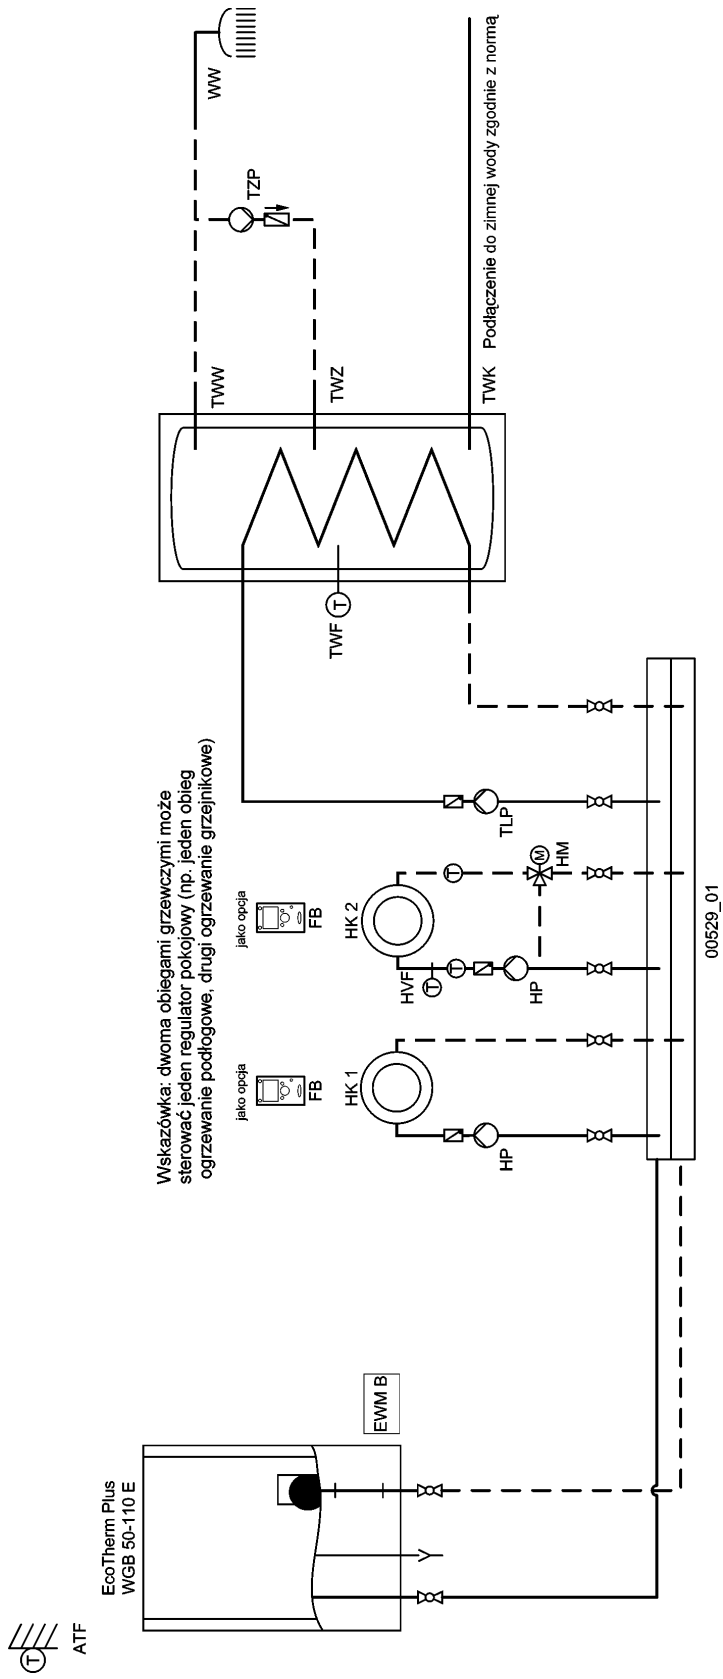 WW
TZP
TWW
TWZ
TWK Podłączenie do zimnej wody zgodnie z normą
TWF
T
Wskazówka: dwoma obiegami grzewczymi może
sterować jeden regulator pokojowy (np. jeden obieg
ogrzewanie podłogowe, drugi ogrzewanie grzejnikowe)
TLP
jako opcja
FB
HK 2
T
M
HM
HVF
T
T
HP
jako opcja
FB
HK 1
HP
00529_01
EWM B
EcoTherm Plus
WGB 50-110 E
T
ATF